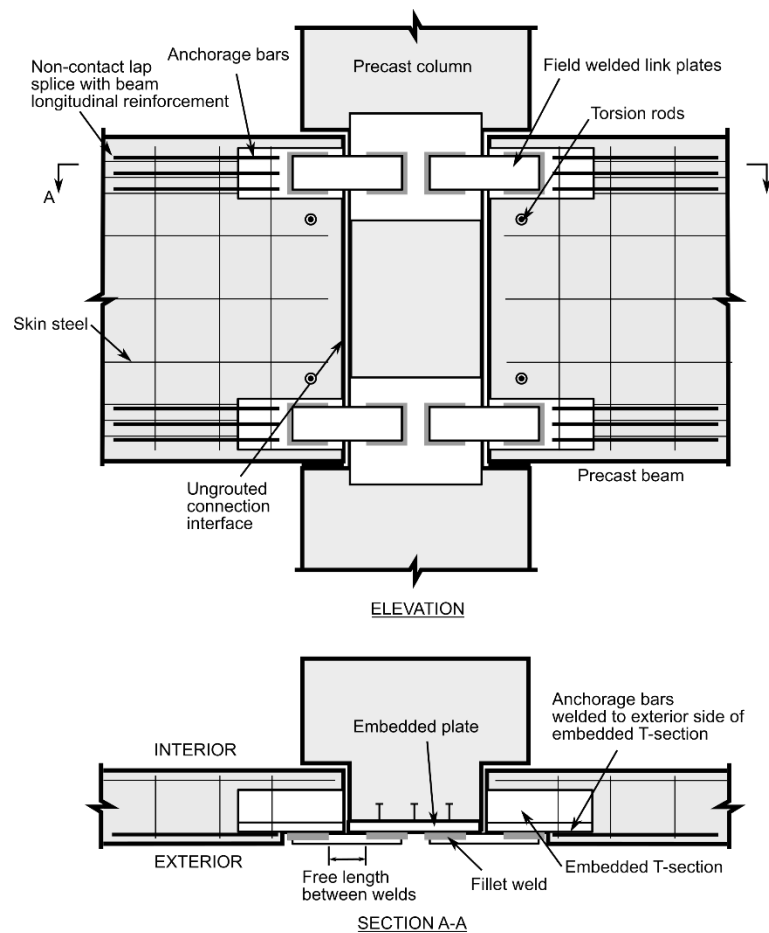 Precast column
Anchorage bars
Non-contact lap
splice with beam
longitudinal reinforcement
Field welded link plates
Torsion rods
A
Skin steel
Precast beam
Ungrouted
connection
interface
ELEVATION
Anchorage bars
welded to exterior side of
embedded T-section
Embedded plate
INTERIOR
EXTERIOR
Embedded T-section
Free length
between welds
Fillet weld
SECTION A-A